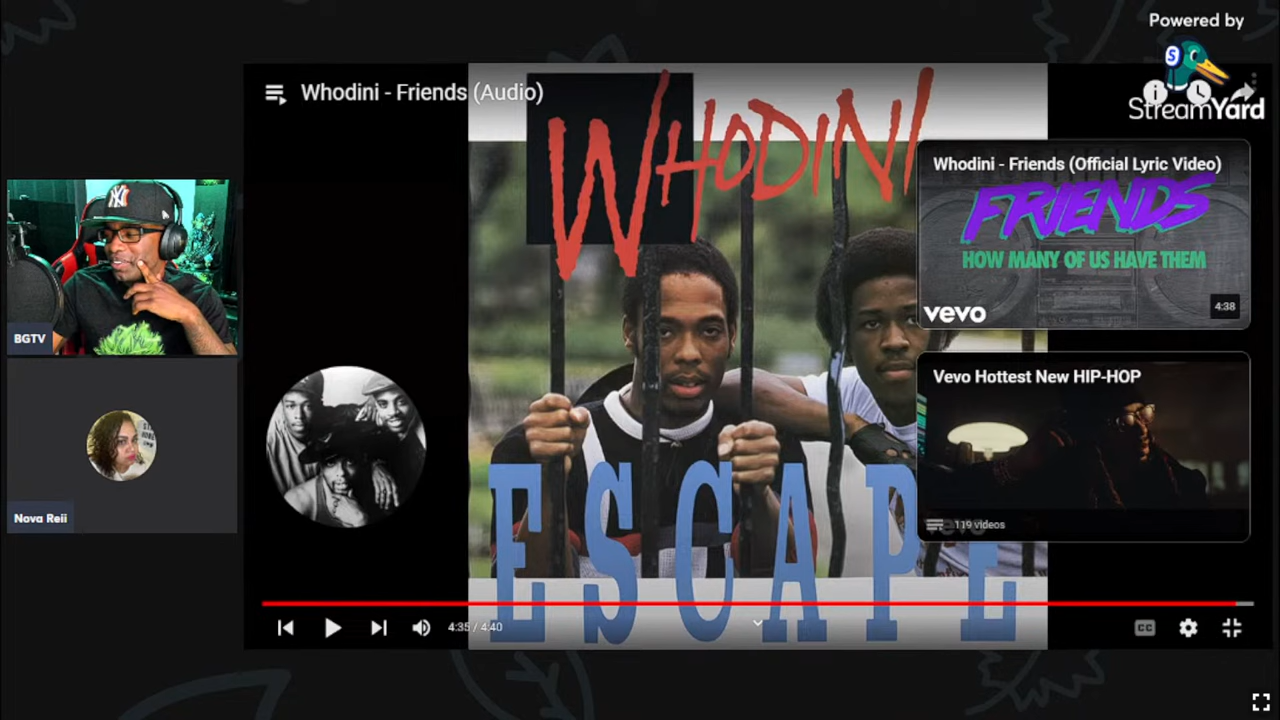 Powered by
StreamYard
Whodini - Friends (Audio)
WHODINI
Whodini - Friends (Official Lyric Video)
FRIENDS
HOW MANY OF US HAVE THEM
vevo
4:38
NY
BGTV
Vevo Hottest New HIP-HOP
119 videos
Nova Reii
ESCAPE
4:35 / 4:40
CC